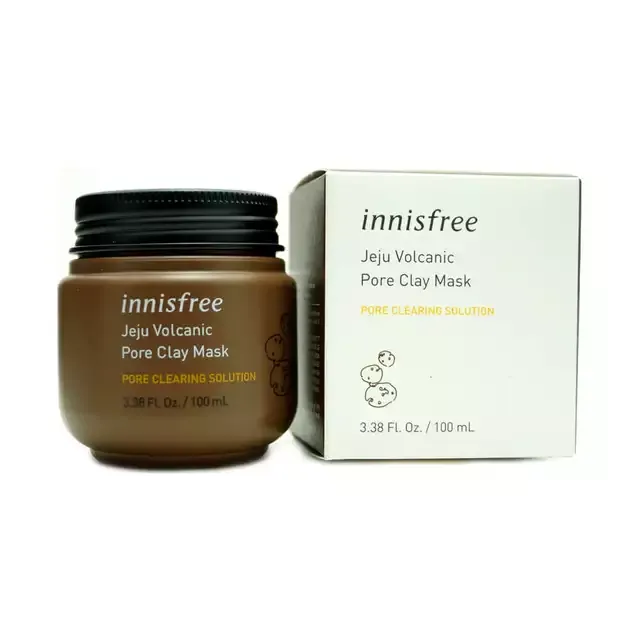 innisfree
Jeju Volcanic
Pore Clay Mask
PORE CLEARING SOLUTION
3.38 Fl. Oz. / 100 mL
innisfree
Jeju Volcanic
Pore Clay Mask
PORE CLEARING SOLUTION
3.38 Fl. Oz. / 100 mL